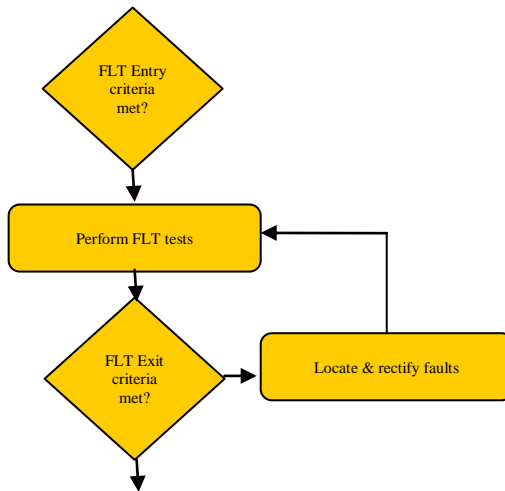 FLT Entry
criteria
met?
Perform FLT tests
FLT Exit
criteria
met?
Locate & rectify faults